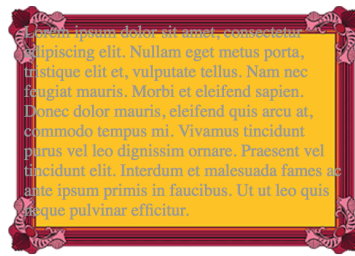 Lorem ipsum dolor sit amet, consectetur
adipiscing elit. Nullam eget metus porta,
tristique elit et, vulputate tellus. Nam nec
feugiat mauris. Morbi et eleifend sapien.
Donec dolor mauris, eleifend quis arcu at,
commodo tempus mi. Vivamus tincidunt
purus vel leo dignissim ornare. Praesent vel
tincidunt elit. Interdum et malesuada fames ac
ante ipsum primis in faucibus. Ut ut leo quis
neque pulvinar efficitur.